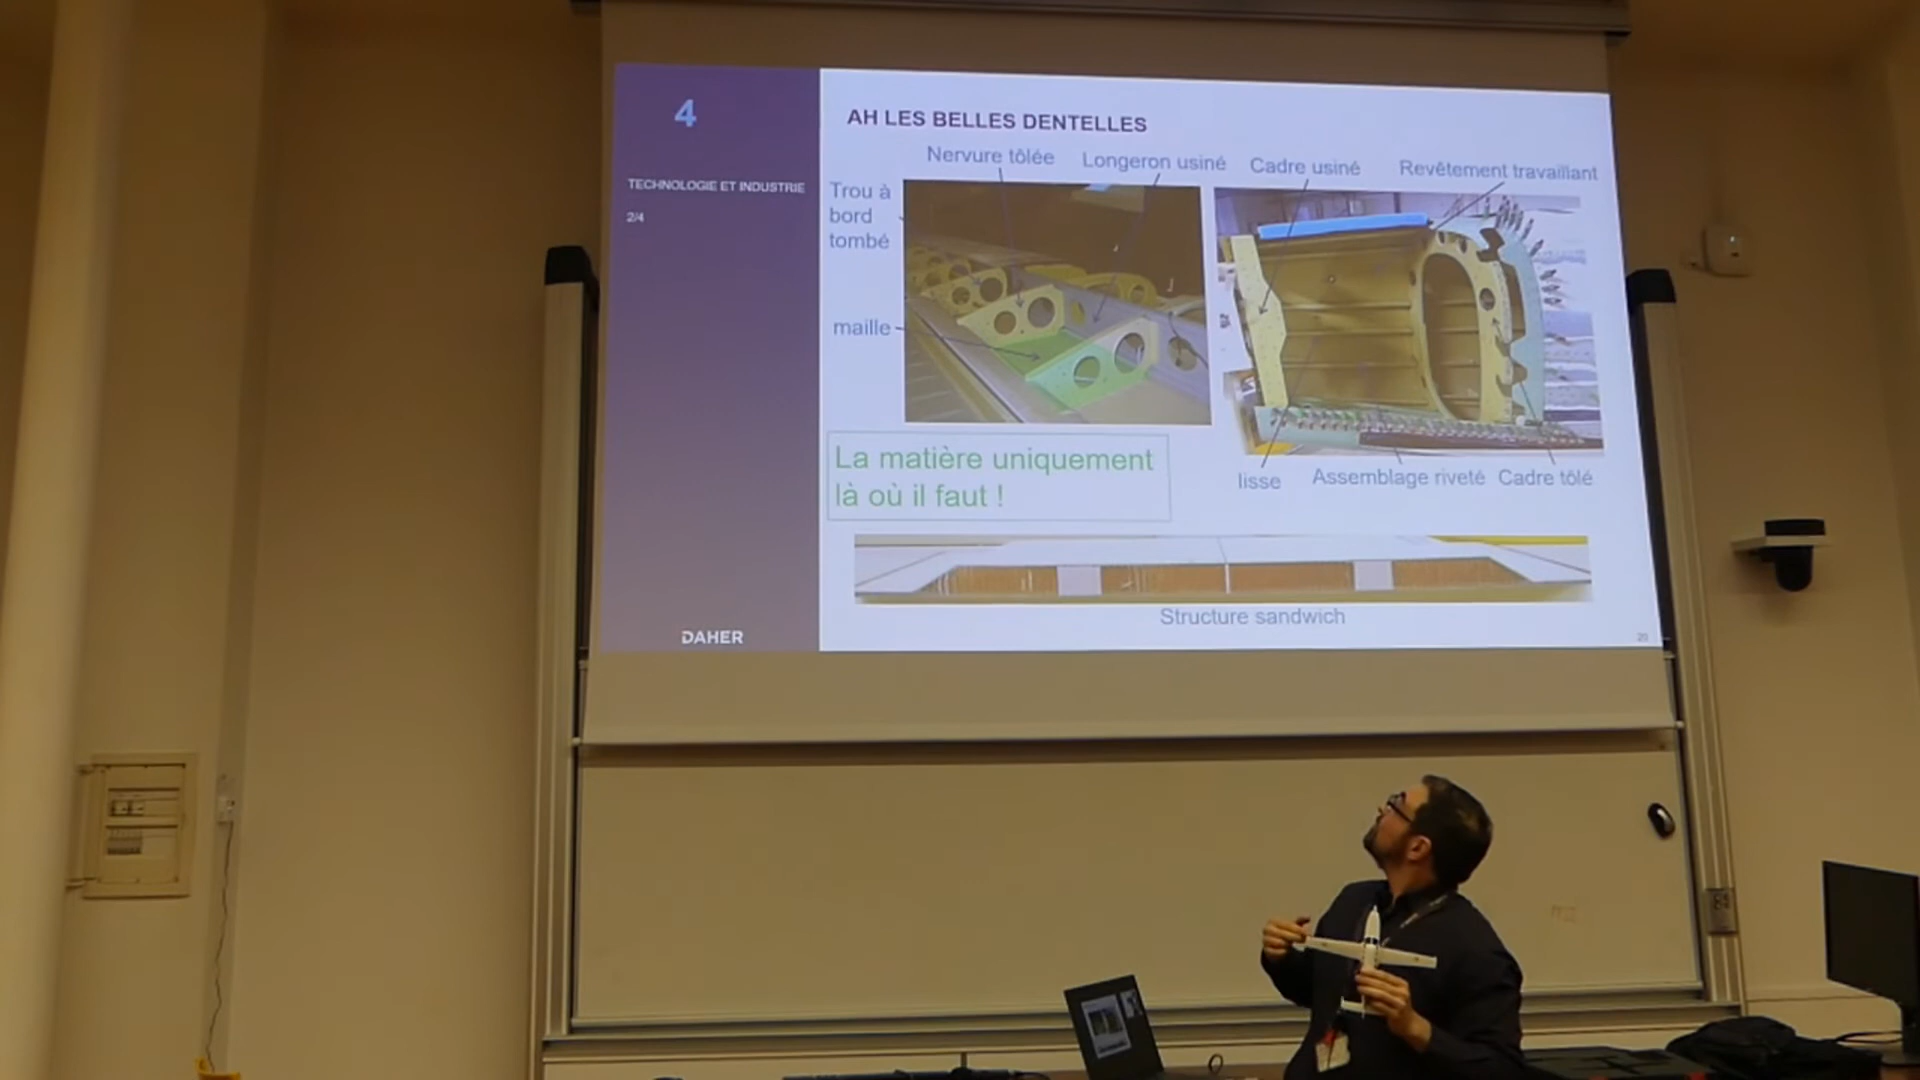 4
TECHNOLOGIE ET INDUSTRIE
2/4
DAHER
AH LES BELLES DENTELLES
Nervure tôlée
Longeron usiné
Cadre usiné
Revêtement travaillant
Trou à
bord
tombé
maille
La matière uniquement
là où il faut !
lisse
Assemblage riveté
Cadre tôlé
Structure sandwich
20